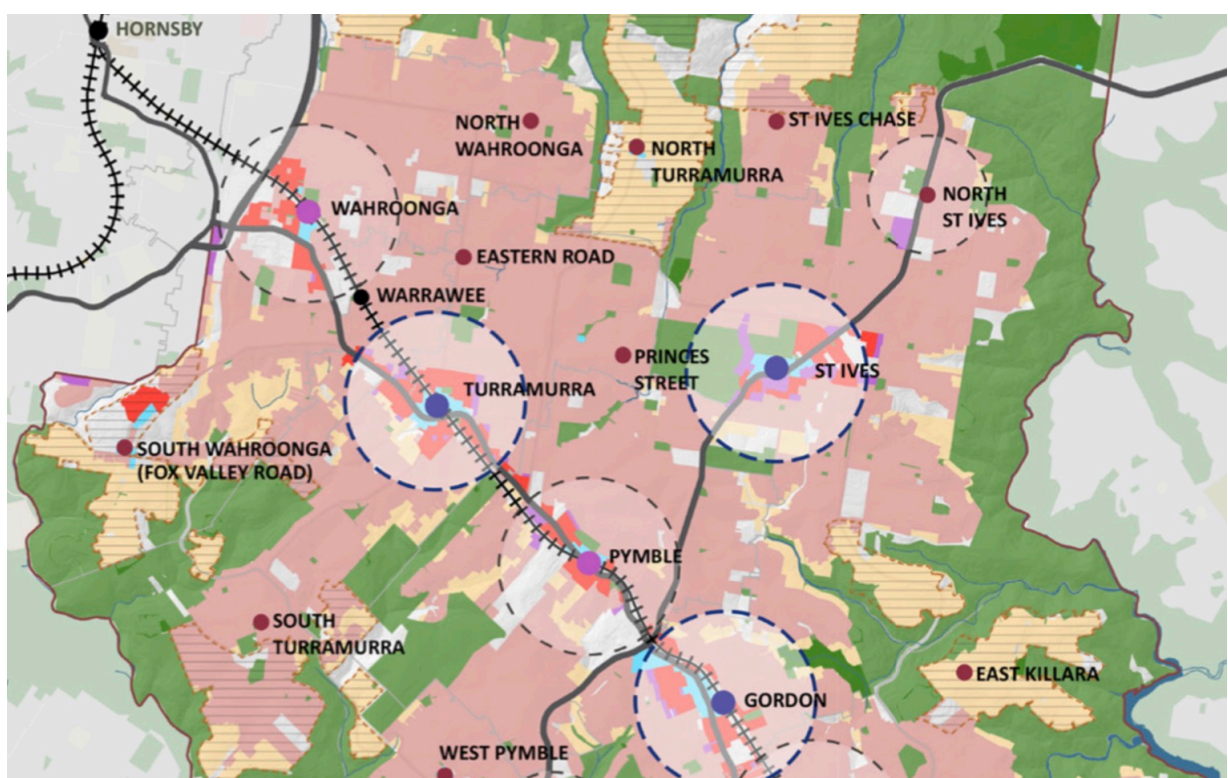 HORNSBY
NORTH
WAHROONGA
ST IVES CHASE
NORTH
TURRAMURRA
NORTH
ST IVES
WAHROONGA
EASTERN ROAD
WARRAWEE
PRINCES
STREET
ST IVES
TURRAMURRA
SOUTH WAHROONGA
(FOX VALLEY ROAD)
PYMBLE
SOUTH
TURRAMURRA
EAST KILLARA
GORDON
WEST PYMBLE